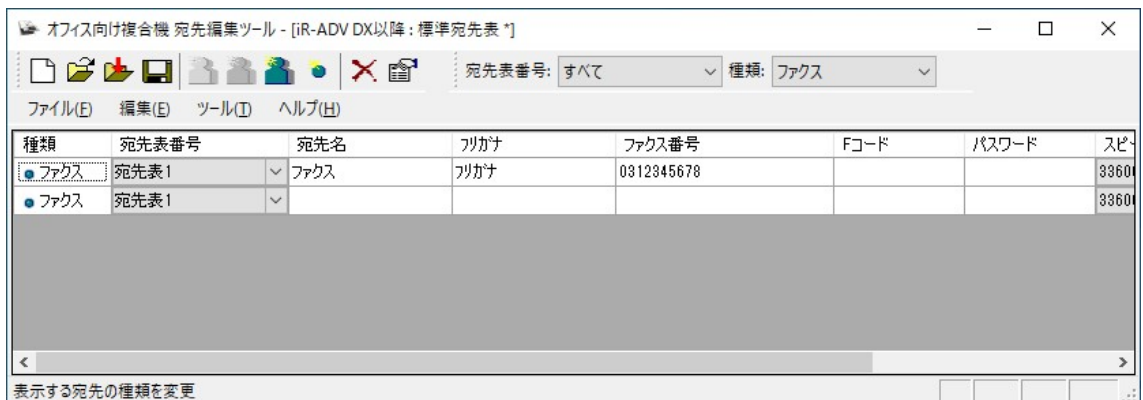 オフィス向け複合機 宛先編集ツール - [iR-ADV DX以降 : 標準宛先表 *]
宛先表番号: すべて 種類: ファクス
ファイル(F) 編集(E) ツール(T) ヘルプ(H)
種類 宛先表番号 宛先名 フリガナ ファクス番号 Fコード パスワード スピ
ファクス 宛先表1 ファクス フリガナ 0312345678 33600
ファクス 宛先表1 33600
表示する宛先の種類を変更